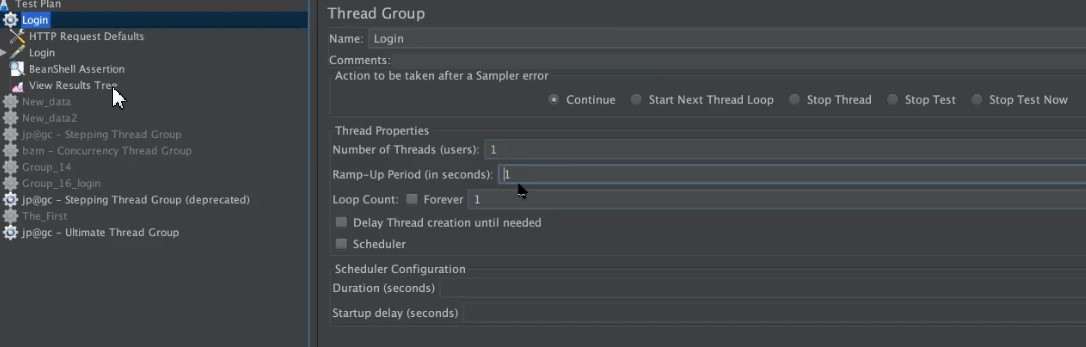 Test Plan
Login
HTTP Request Defaults
Login
BeanShell Assertion
View Results Tree
New_data
New_data2
jp@gc - Stepping Thread Group
bzm - Concurrency Thread Group
Group_14
Group_16_login
jp@gc - Stepping Thread Group (deprecated)
The_First
jp@gc - Ultimate Thread Group
Thread Group
Name: Login
Comments:
Action to be taken after a Sampler error
Continue Start Next Thread Loop Stop Thread Stop Test Stop Test Now
Thread Properties
Number of Threads (users): 1
Ramp-Up Period (in seconds): 1
Loop Count: Forever 1
Delay Thread creation until needed
Scheduler
Scheduler Configuration
Duration (seconds)
Startup delay (seconds)